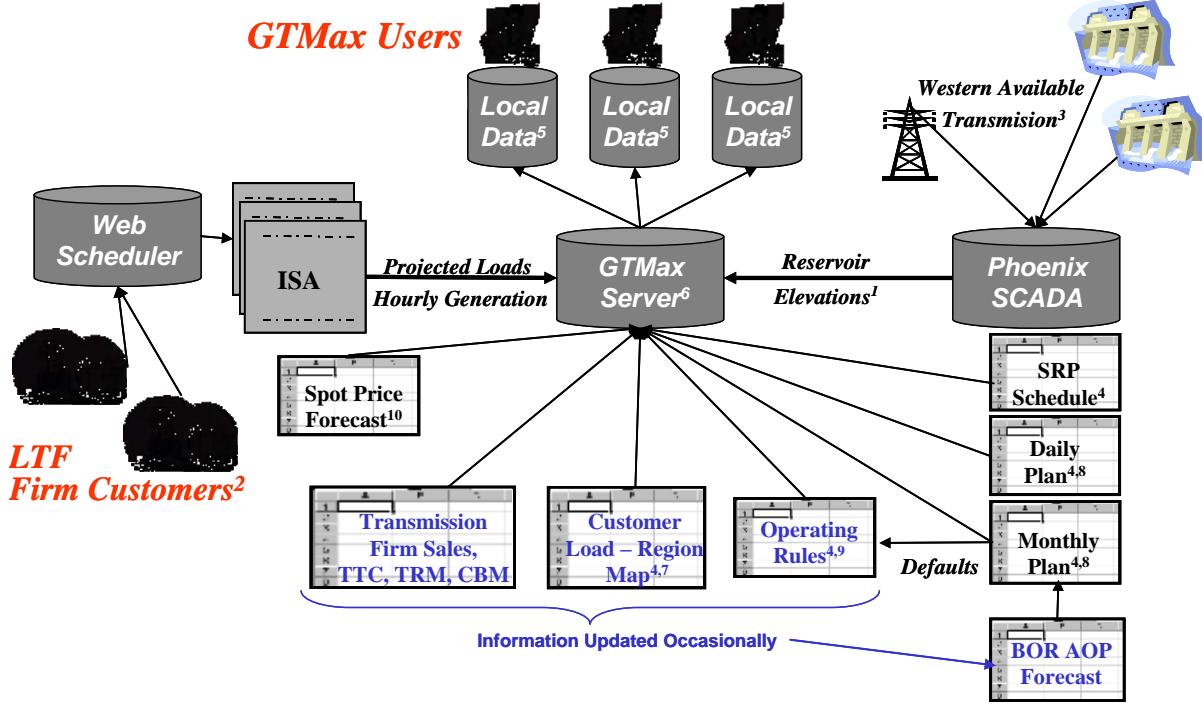 GTMax Users
Local
Data5
Local
Data5
Local
Data5
Western Available
Transmision3
Web
Scheduler
ISA
Projected Loads
Hourly Generation
GTMax
Server6
Reservoir
Elevations1
Phoenix
SCADA
Spot Price
Forecast10
SRP
Schedule4
LTF
Firm Customers2
Daily
Plan4,8
Transmission
Firm Sales,
TTC, TRM, CBM
Customer
Load – Region
Map4,7
Operating
Rules4,9
Defaults
Monthly
Plan4,8
Information Updated Occasionally
BOR AOP
Forecast